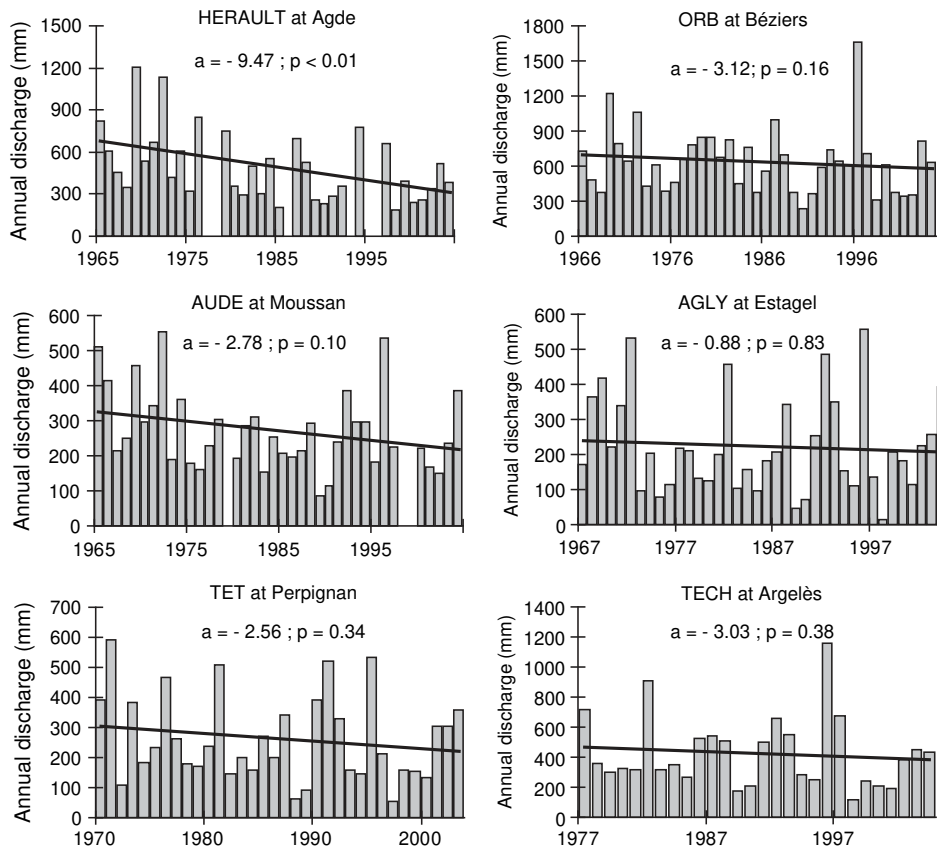 HERAULT at Agde
a = - 9.47 ; p < 0.01
Annual discharge (mm)
1500
1200
900
600
300
0
1965 1975 1985 1995
ORB at Béziers
a = - 3.12; p = 0.16
Annual discharge (mm)
1800
1500
1200
900
600
300
0
1966 1976 1986 1996
AUDE at Moussan
a = - 2.78 ; p = 0.10
Annual discharge (mm)
600
500
400
300
200
100
0
1965 1975 1985 1995
AGLY at Estagel
a = - 0.88 ; p = 0.83
Annual discharge (mm)
600
500
400
300
200
100
0
1967 1977 1987 1997
TET at Perpignan
a = - 2.56 ; p = 0.34
Annual discharge (mm)
700
600
500
400
300
200
100
0
1970 1980 1990 2000
TECH at Argelès
a = - 3.03 ; p = 0.38
Annual discharge (mm)
1400
1200
1000
800
600
400
200
0
1977 1987 1997